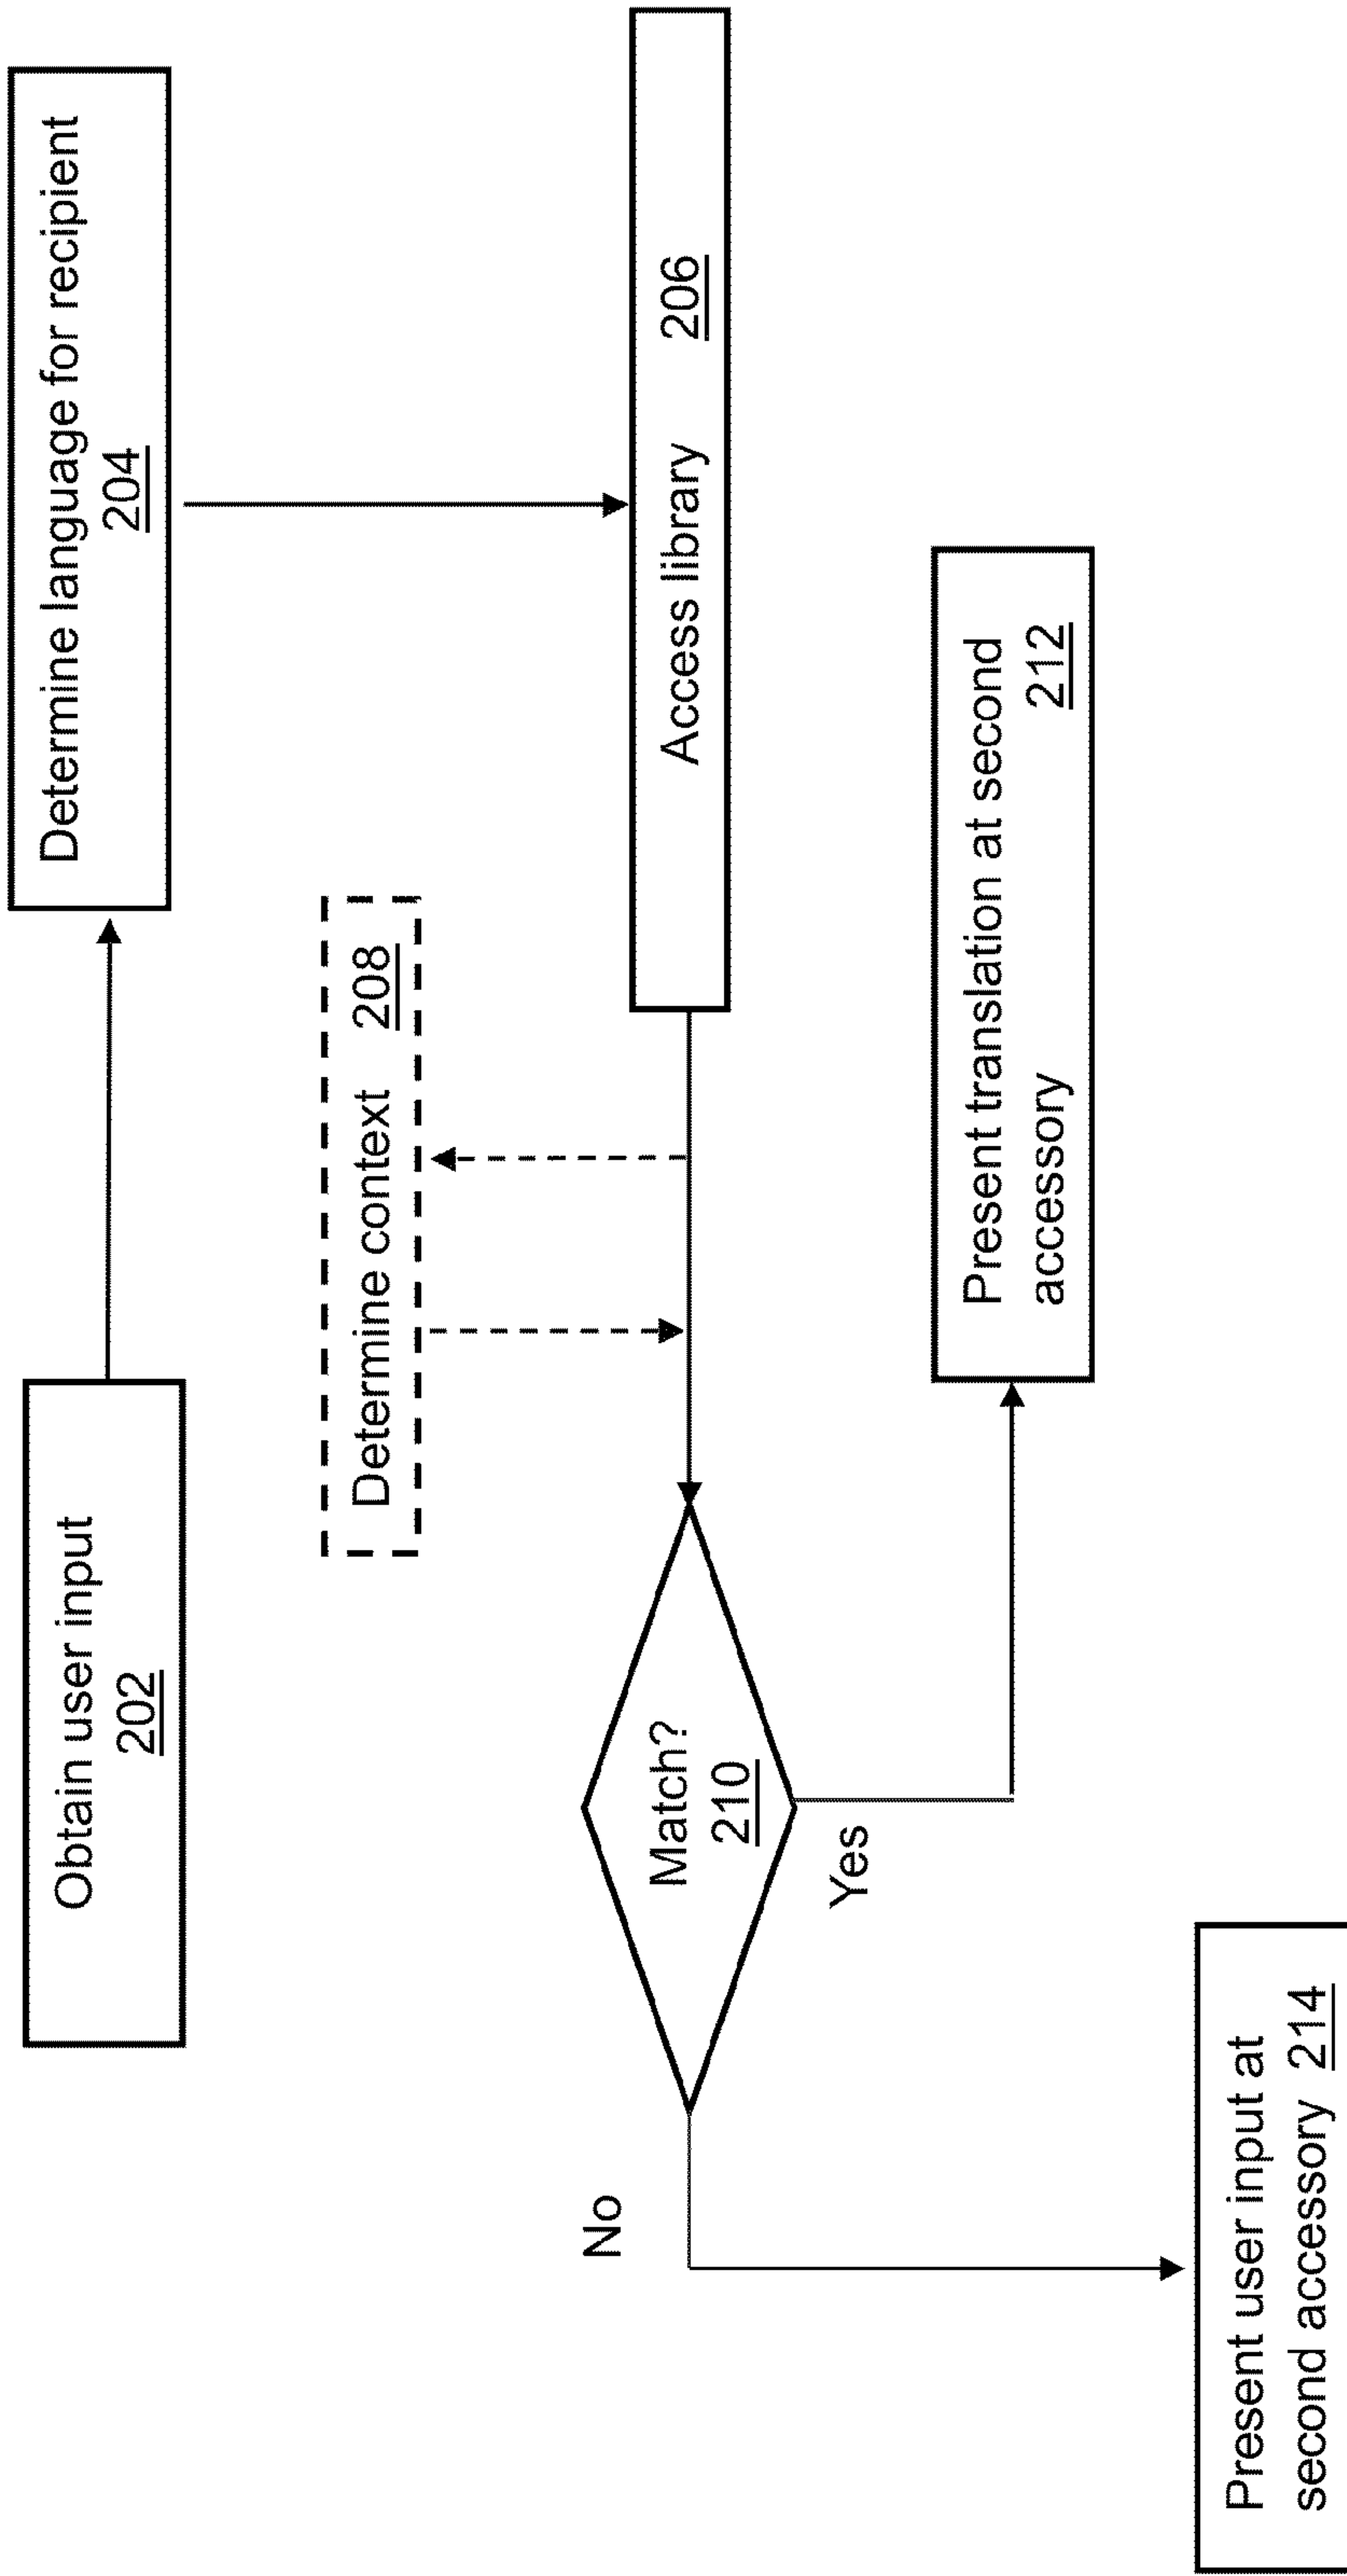 Obtain user input
202
Determine language for recipient
204
Determine context 208
Access library 206
Match?
210
No
Yes
Present translation at second
accessory 212
Present user input at
second accessory 214